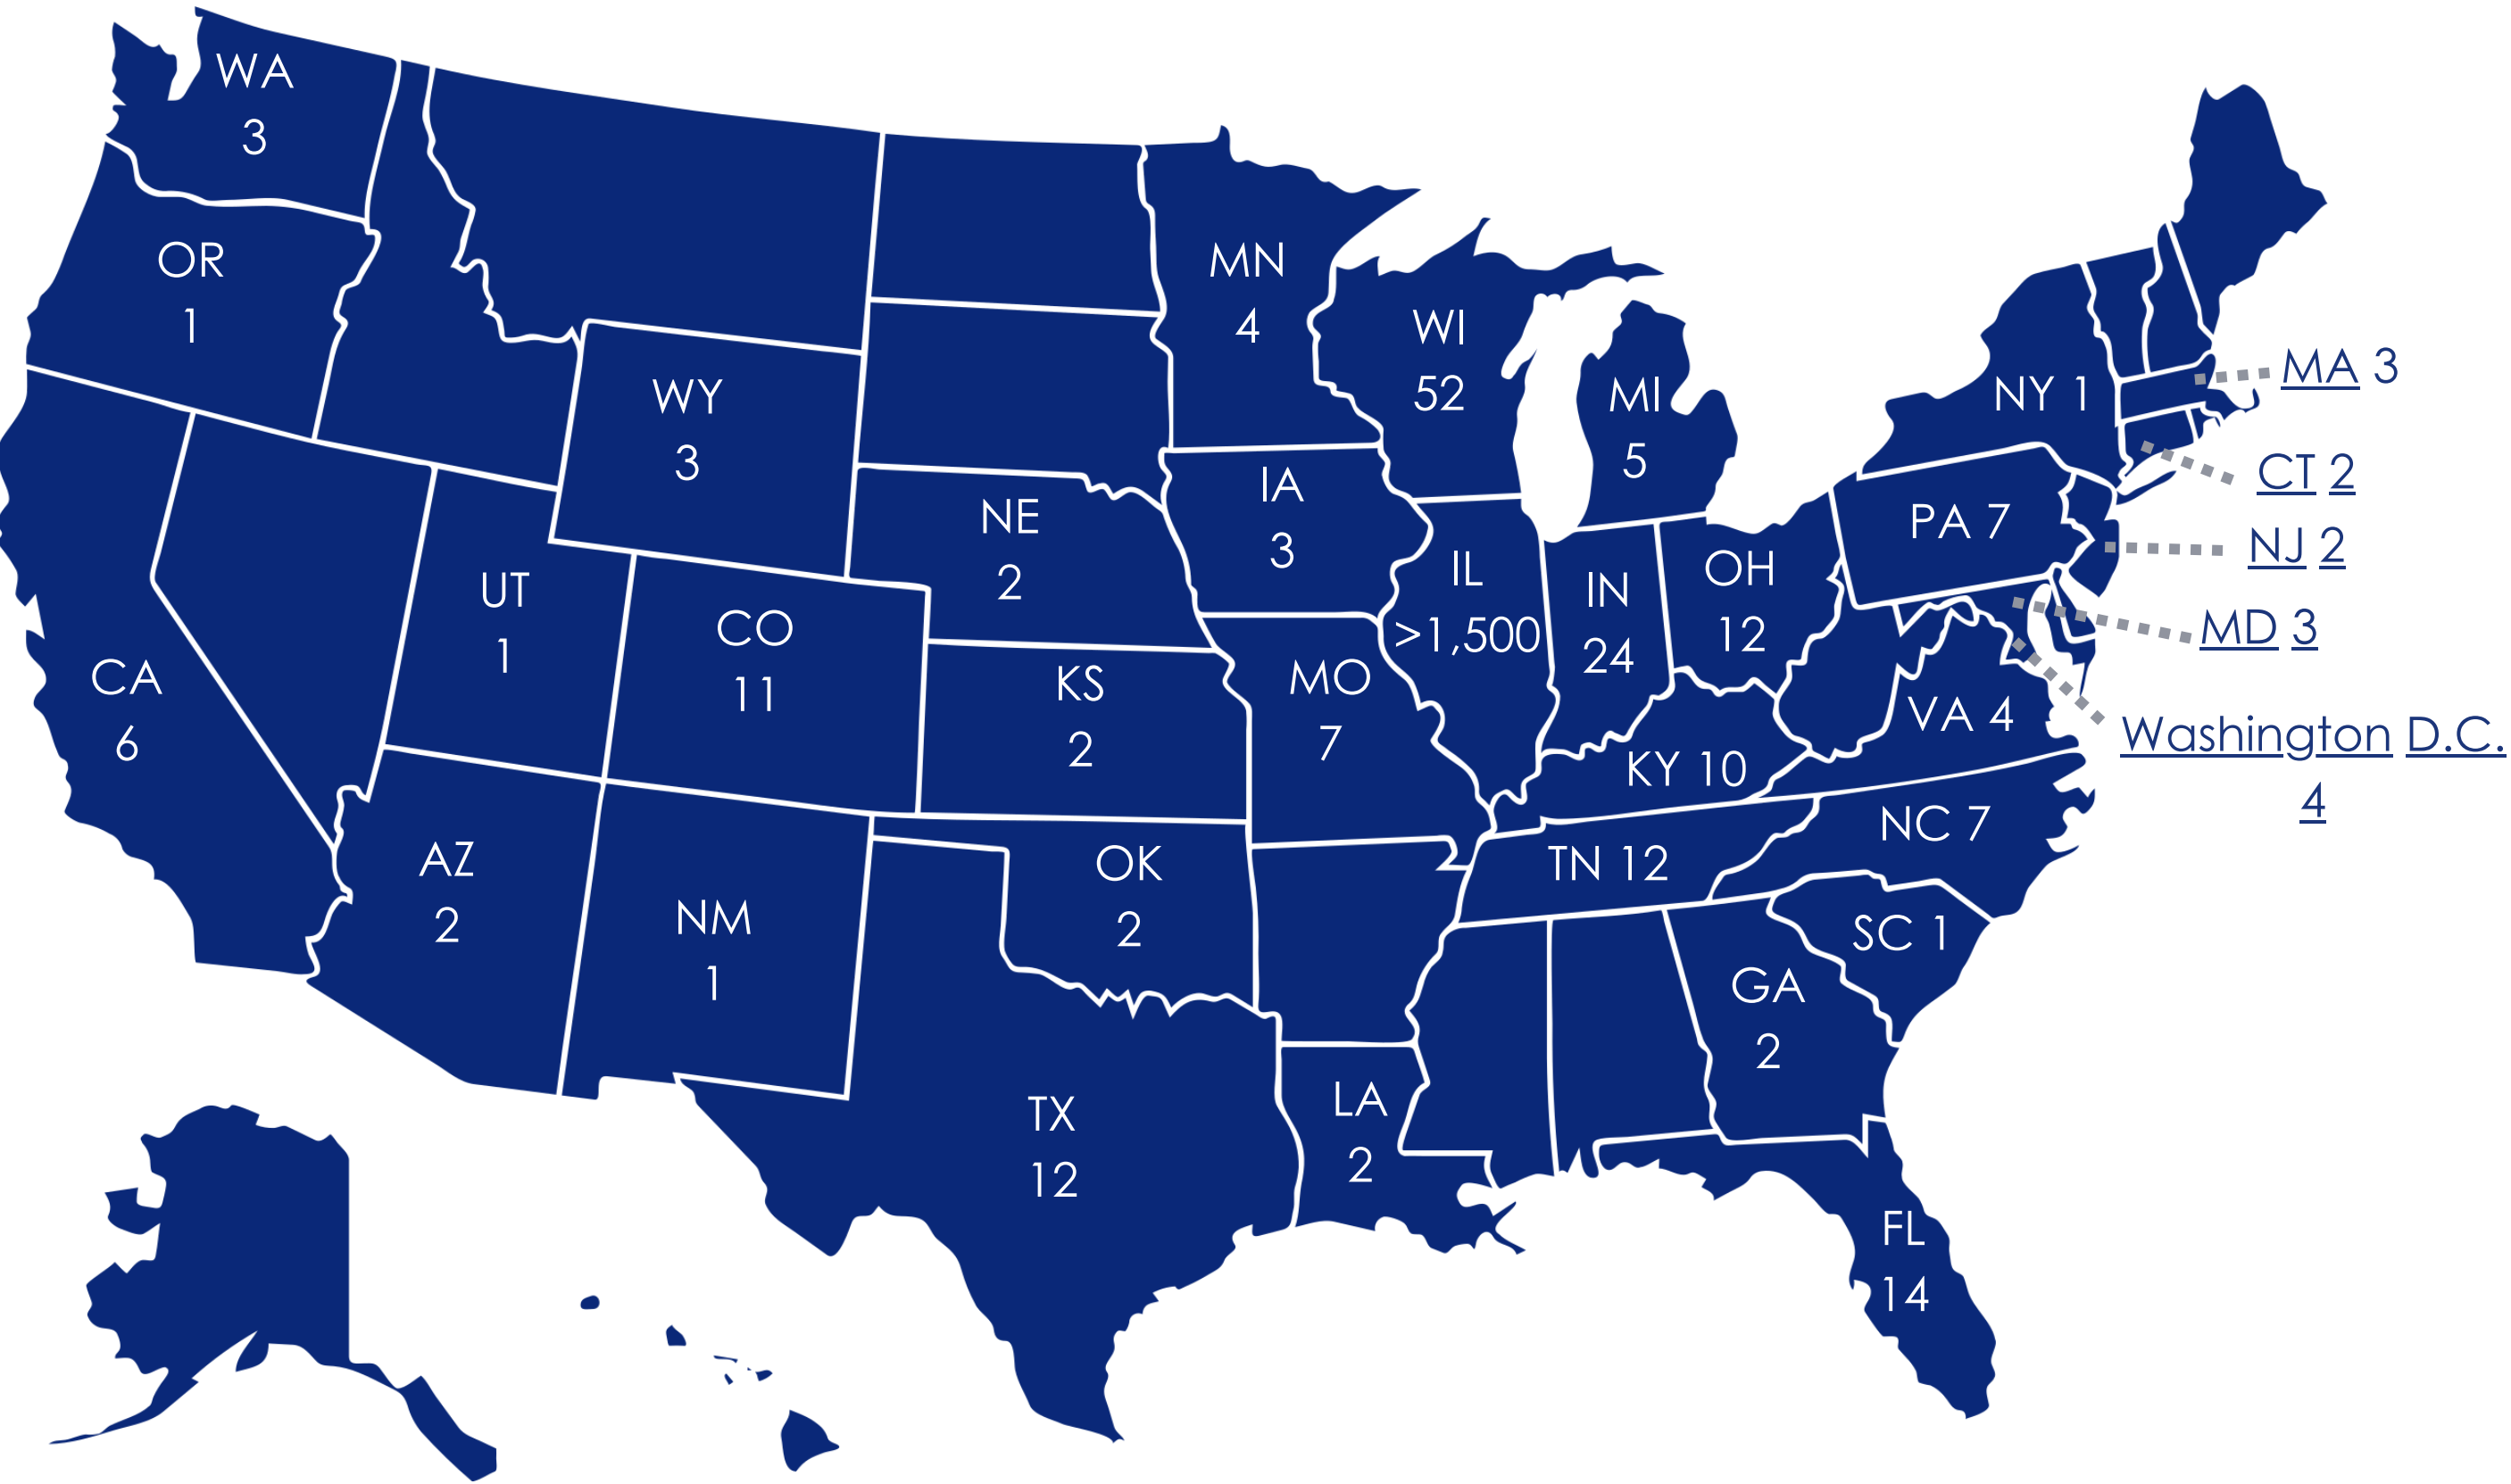 WA
3
OR
1
MN
4
WI
52
MI
5
NY 1
MA 3
WY
3
CT 2
IA
3
NE
2
PA 7
NJ 2
IL
>1,500
OH
12
IN
24
UT
1
CO
11
MD 3
CA
6
KS
2
MO
7
VA 4
Washington D.C.
4
KY 10
NC 7
AZ
2
OK
2
TN 12
NM
1
SC 1
GA
2
TX
12
LA
2
FL
14